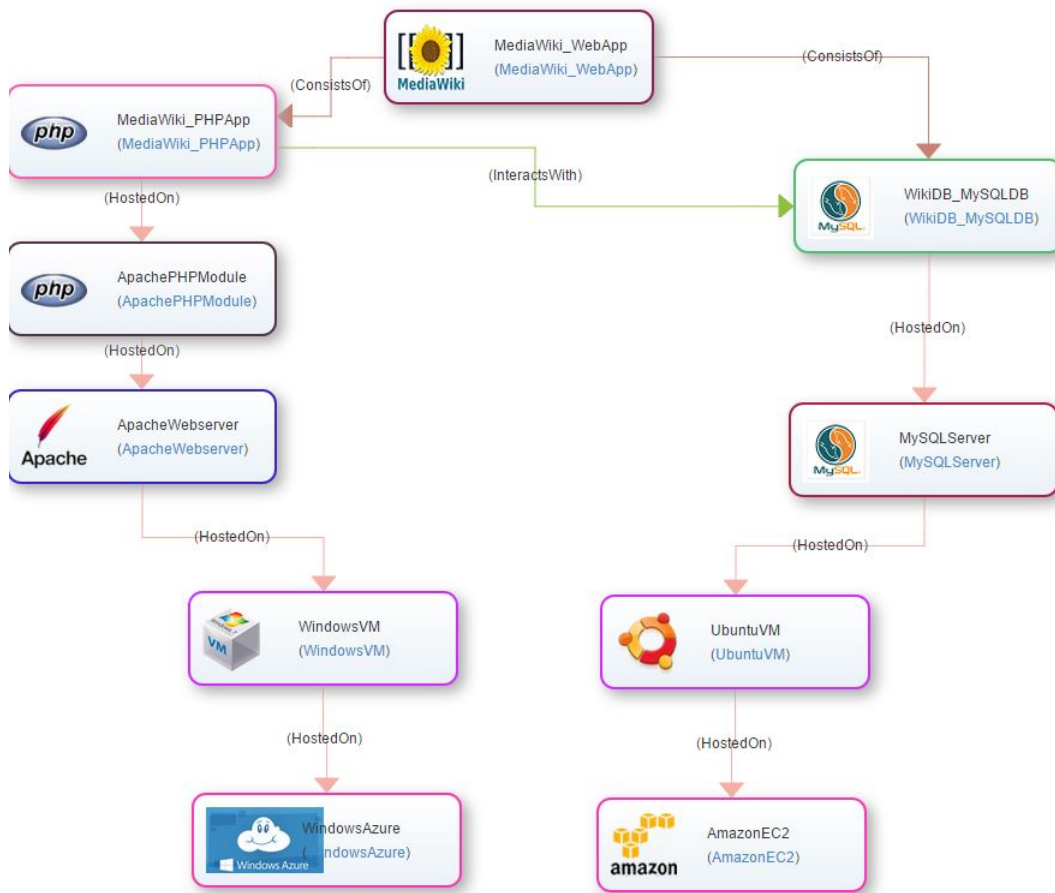 [[ ]]
MediaWiki
MediaWiki_WebApp
(MediaWiki_WebApp)
(ConsistsOf)
(ConsistsOf)
php
MediaWiki_PHPApp
(MediaWiki_PHPApp)
(InteractsWith)
MySQL
WikiDB_MySQLDB
(WikiDB_MySQLDB)
(HostedOn)
php
ApachePHPModule
(ApachePHPModule)
(HostedOn)
(HostedOn)
Apache
ApacheWebserver
(ApacheWebserver)
MySQL
MySQLServer
(MySQLServer)
(HostedOn)
(HostedOn)
VM
WindowsVM
(WindowsVM)
UbuntuVM
(UbuntuVM)
(HostedOn)
(HostedOn)
Windows Azure
WindowsAzure
(WindowsAzure)
amazon
AmazonEC2
(AmazonEC2)